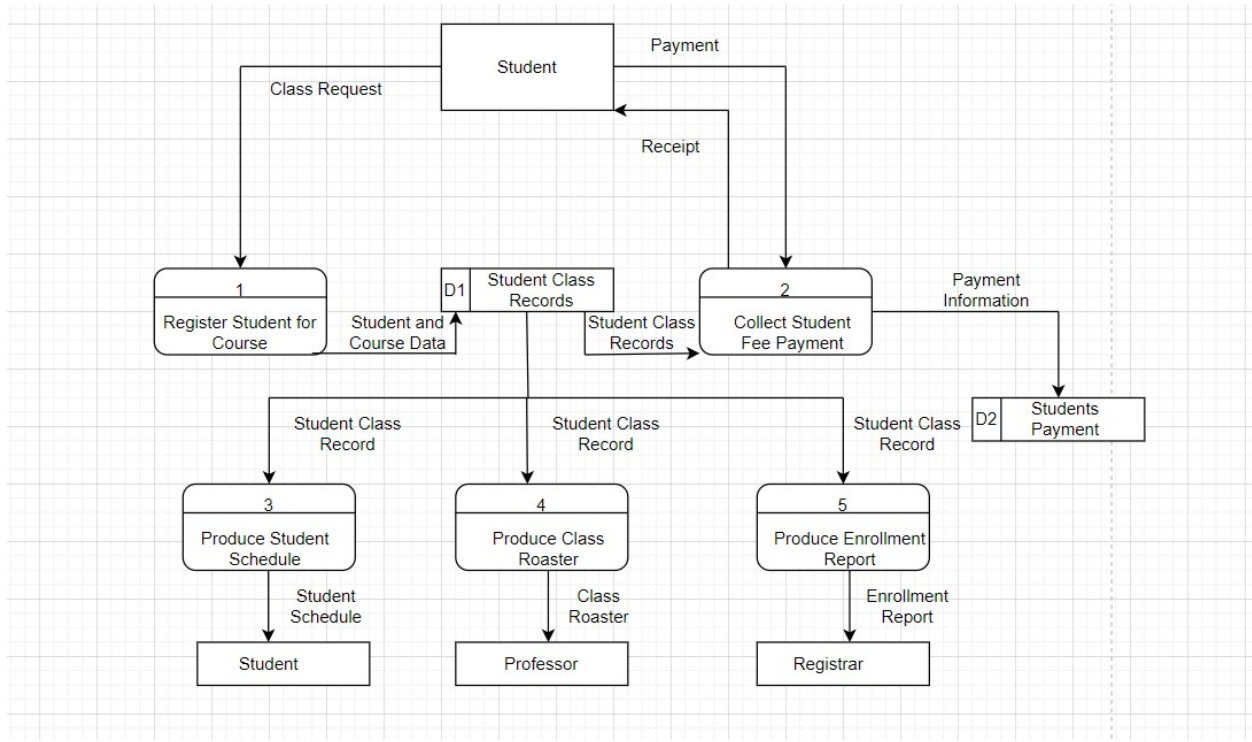 Student
Payment
Class Request
Receipt
1
Register Student for
Course
Student and
Course Data
D1
Student Class
Records
Student Class
Records
2
Collect Student
Fee Payment
Payment
Information
D2
Students
Payment
Student Class
Record
Student Class
Record
Student Class
Record
3
Produce Student
Schedule
4
Produce Class
Roaster
5
Produce Enrollment
Report
Student
Schedule
Class
Roaster
Enrollment
Report
Student
Professor
Registrar